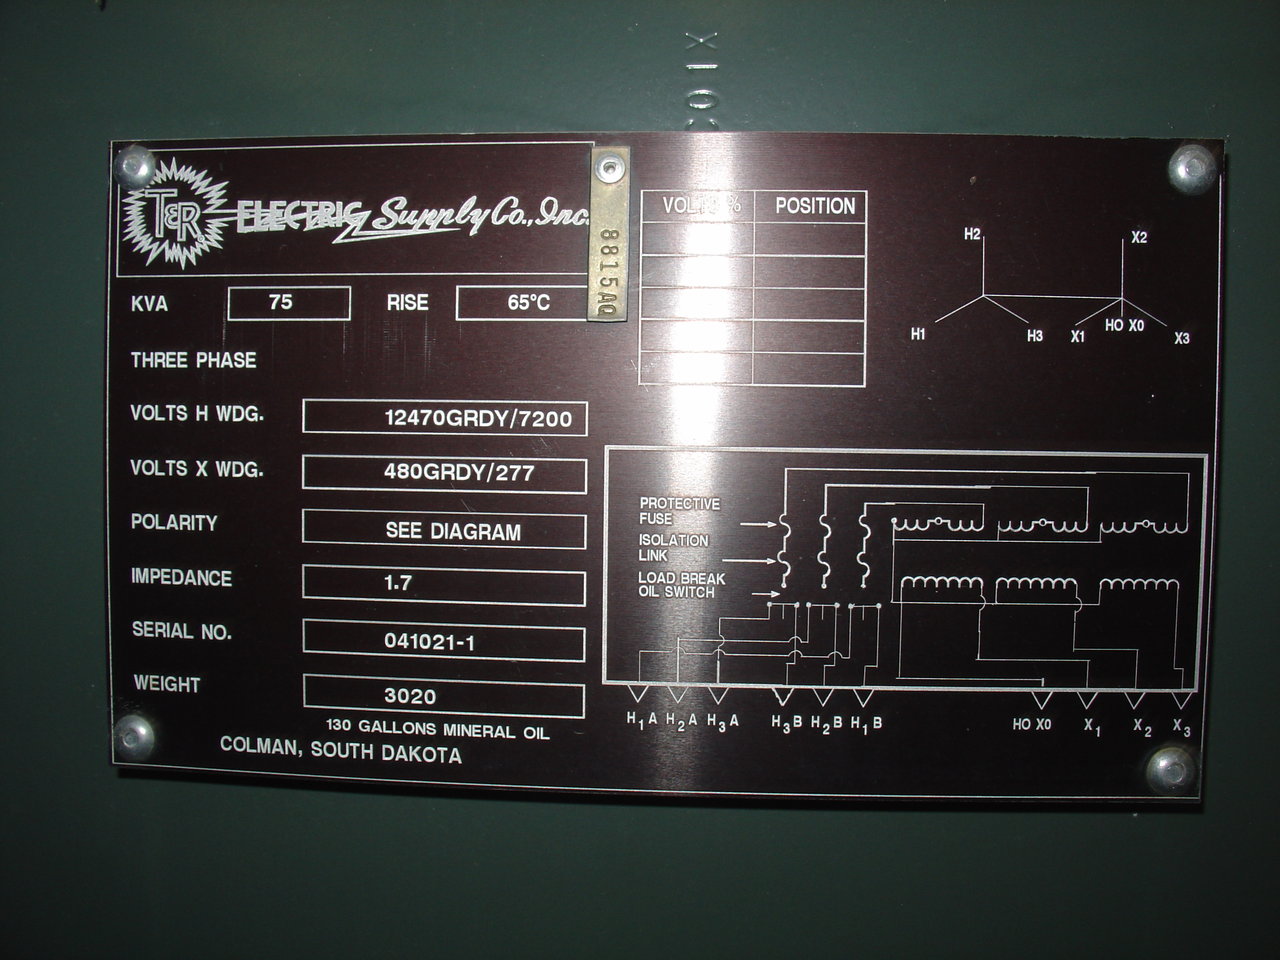 XIOS
T&R ELECTRIC Supply Co., Inc.
8815AQ
KVA 75 RISE 65°C
THREE PHASE
VOLTS H WDG. 12470GRDY/7200
VOLTS X WDG. 480GRDY/277
POLARITY SEE DIAGRAM
IMPEDANCE 1.7
SERIAL NO. 041021-1
WEIGHT 3020
130 GALLONS MINERAL OIL
COLMAN, SOUTH DAKOTA
VOLTS % POSITION
H2 X2
H1 H3 X1 HO X0 X3
PROTECTIVE
FUSE
ISOLATION
LINK
LOAD BREAK
OIL SWITCH
H1A H2A H3A H3B H2B H1B HO X0 X1 X2 X3